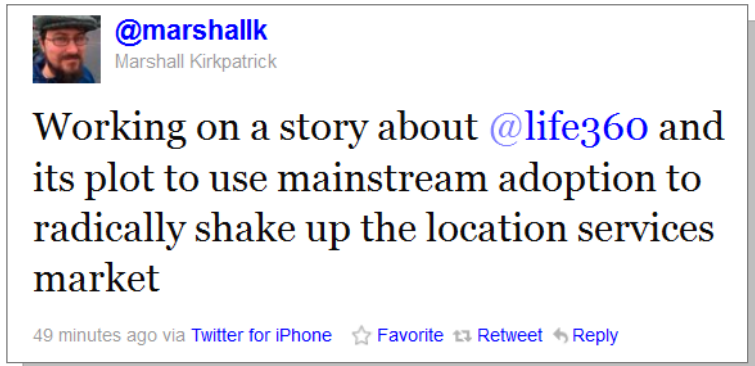 @marshallk
Marshall Kirkpatrick
Working on a story about @life360 and
its plot to use mainstream adoption to
radically shake up the location services
market
49 minutes ago via Twitter for iPhone Favorite Retweet Reply